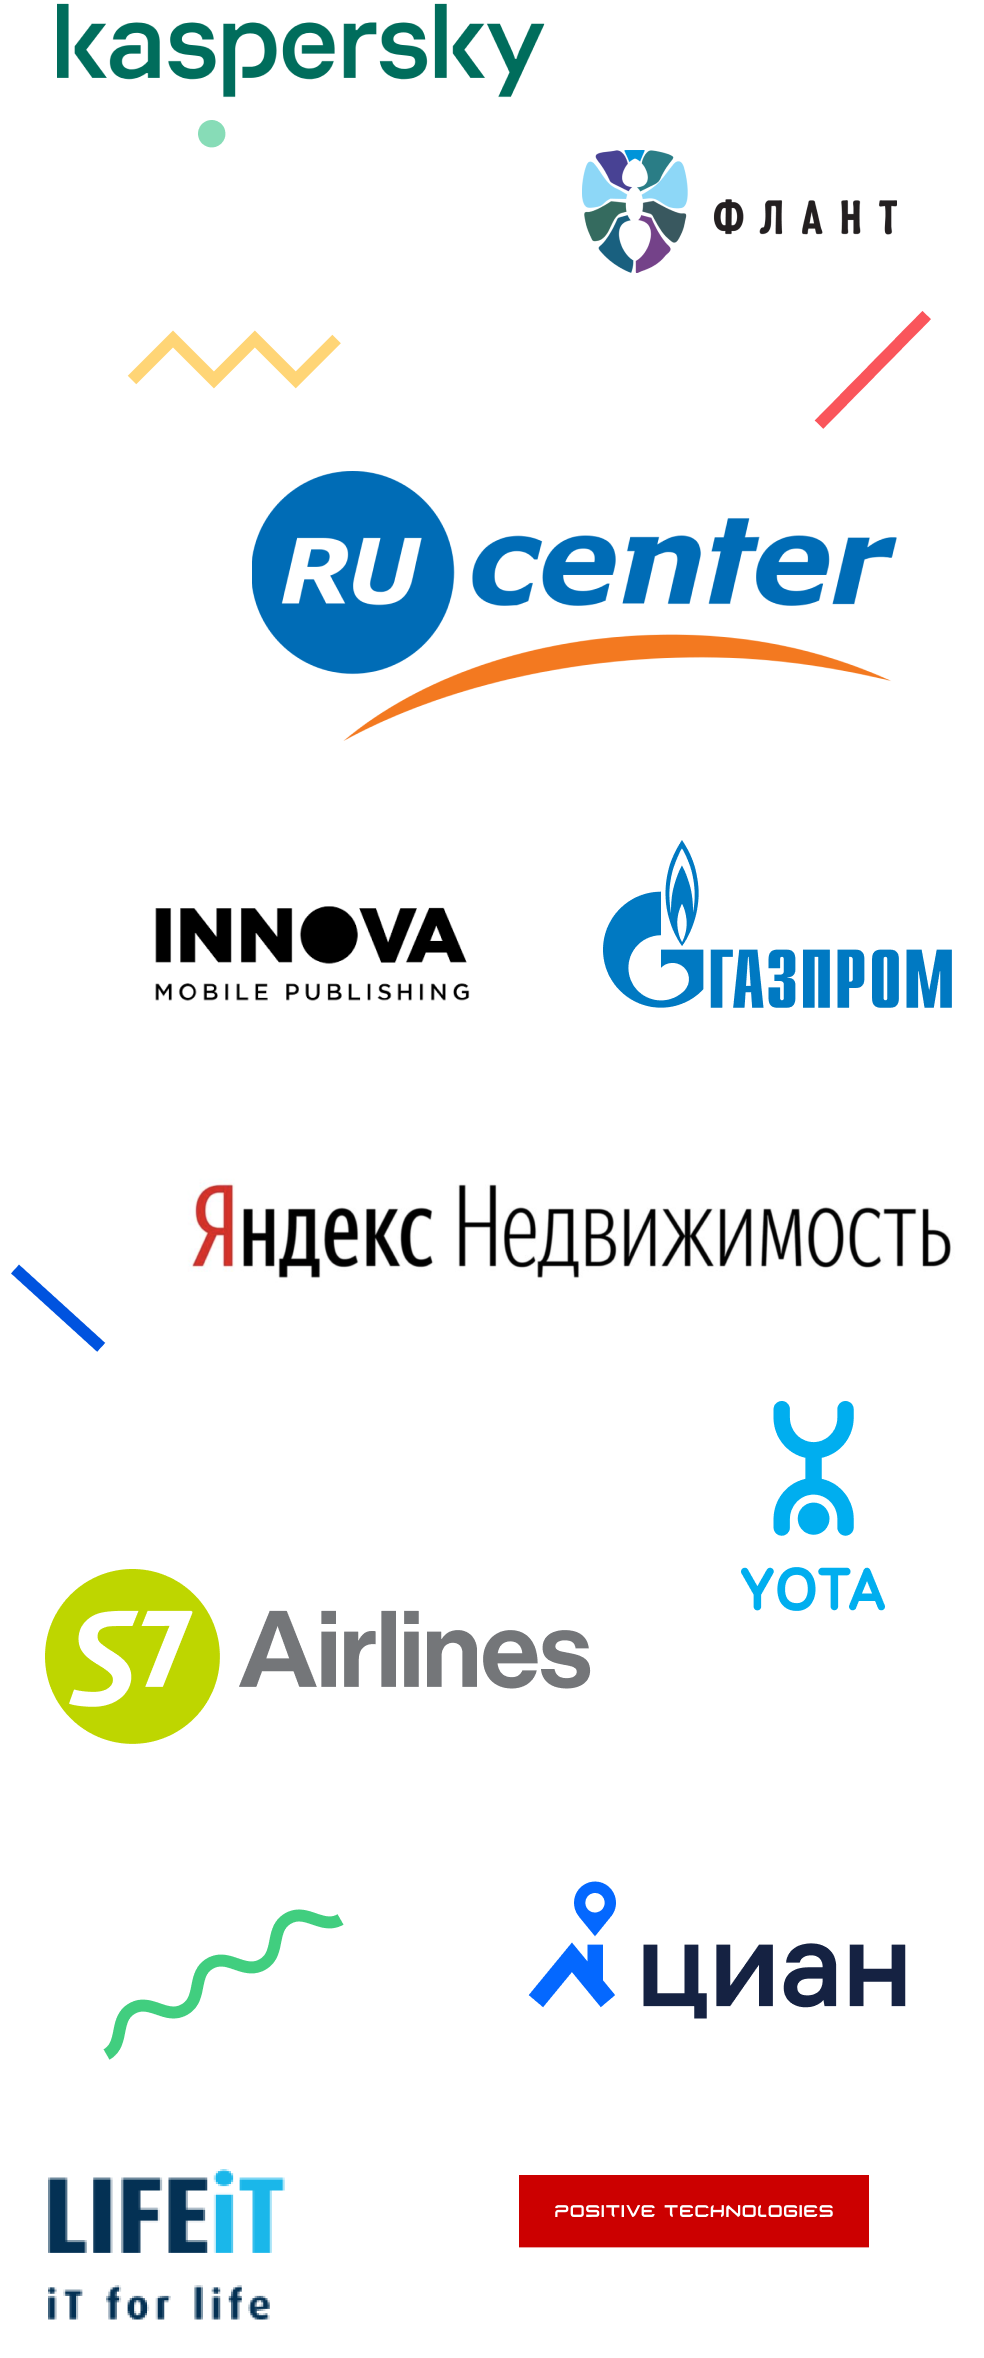 kaspersky
ФЛАНТ
RU center
INNOVA
MOBILE PUBLISHING
ГАЗПРОМ
Яндекс Недвижимость
YOTA
S7 Airlines
циан
LIFEiT
iT for life
POSITIVE TECHNOLOGIES